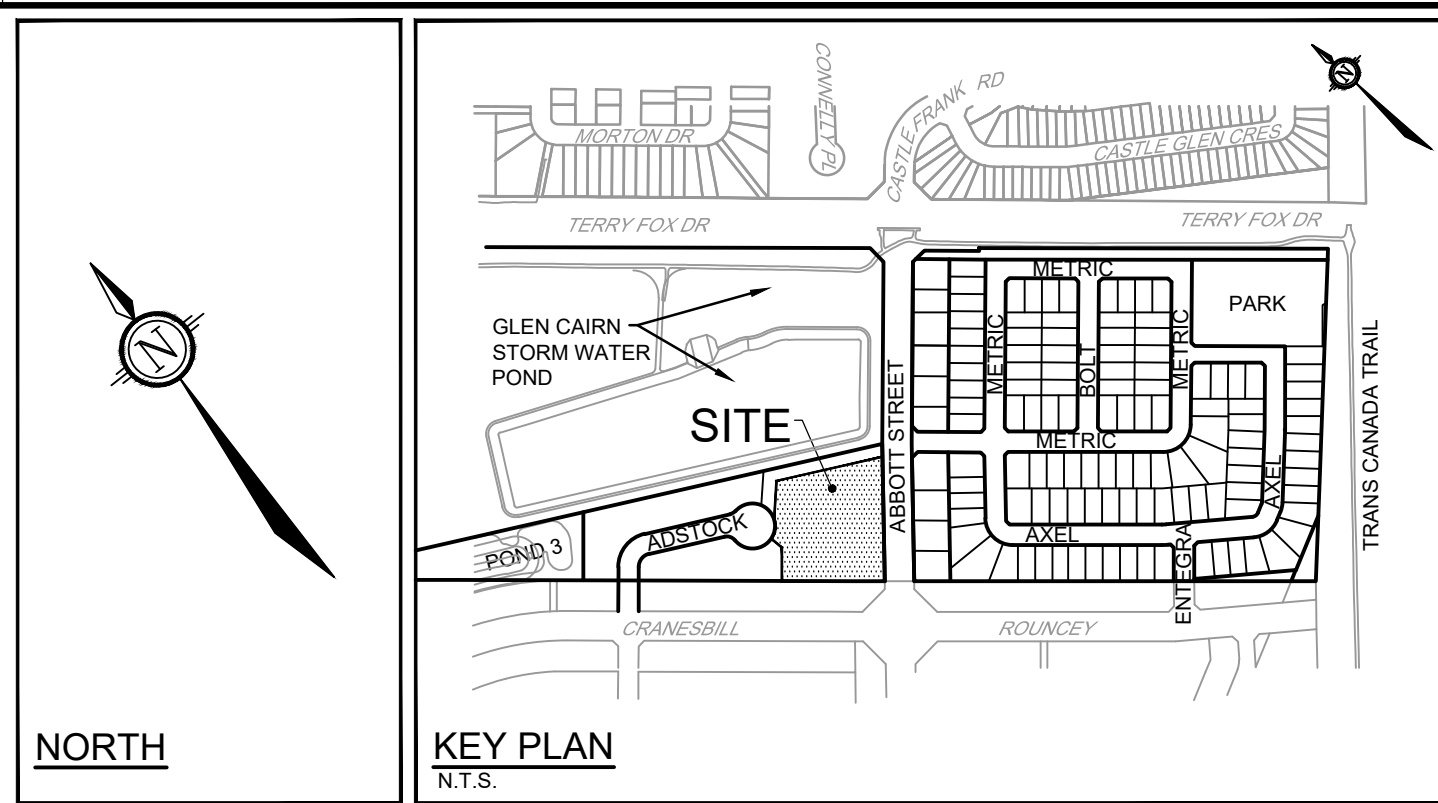 N
NORTH
N
CONNELLY PL
CASTLE FRANK RD
MORTON DR
CASTLE GLEN CRES
TERRY FOX DR
TERRY FOX DR
METRIC
PARK
GLEN CAIRN
STORM WATER
POND
METRIC
BOLT
METRIC
TRANS CANADA TRAIL
ABBOTT STREET
SITE
METRIC
AXEL
ADSTOCK
AXEL
POND 3
ENTEGRA
CRANESBILL
ROUNCEY
KEY PLAN
N.T.S.